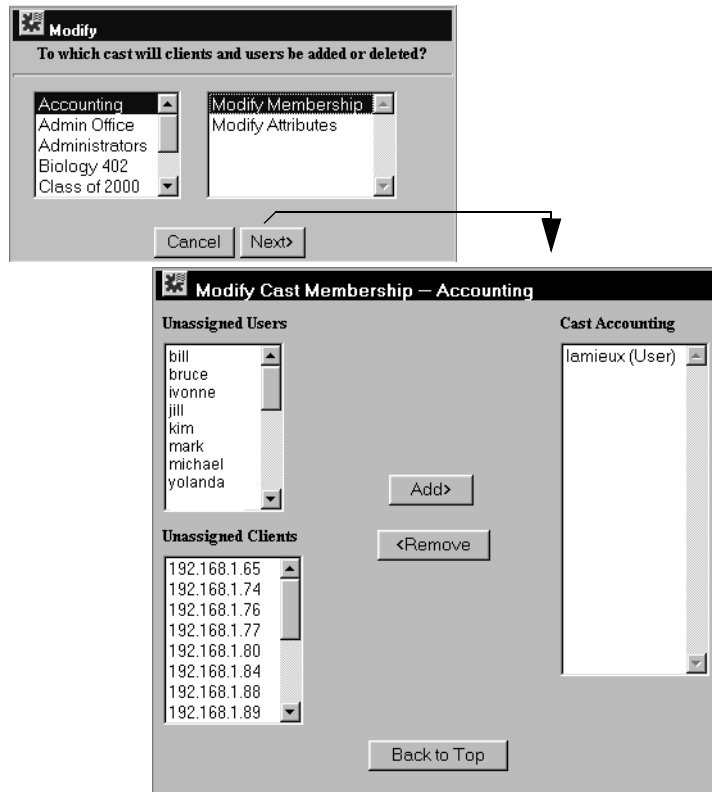 Modify
To which cast will clients and users be added or deleted?
Accounting
Admin Office
Administrators
Biology 402
Class of 2000
Modify Membership
Modify Attributes
Cancel
Next>
Modify Cast Membership — Accounting
Unassigned Users
bill
bruce
ivonne
jill
kim
mark
michael
yolanda
Unassigned Clients
192.168.1.65
192.168.1.74
192.168.1.76
192.168.1.77
192.168.1.80
192.168.1.84
192.168.1.88
192.168.1.89
Add>
<Remove
Cast Accounting
lamieux (User)
Back to Top